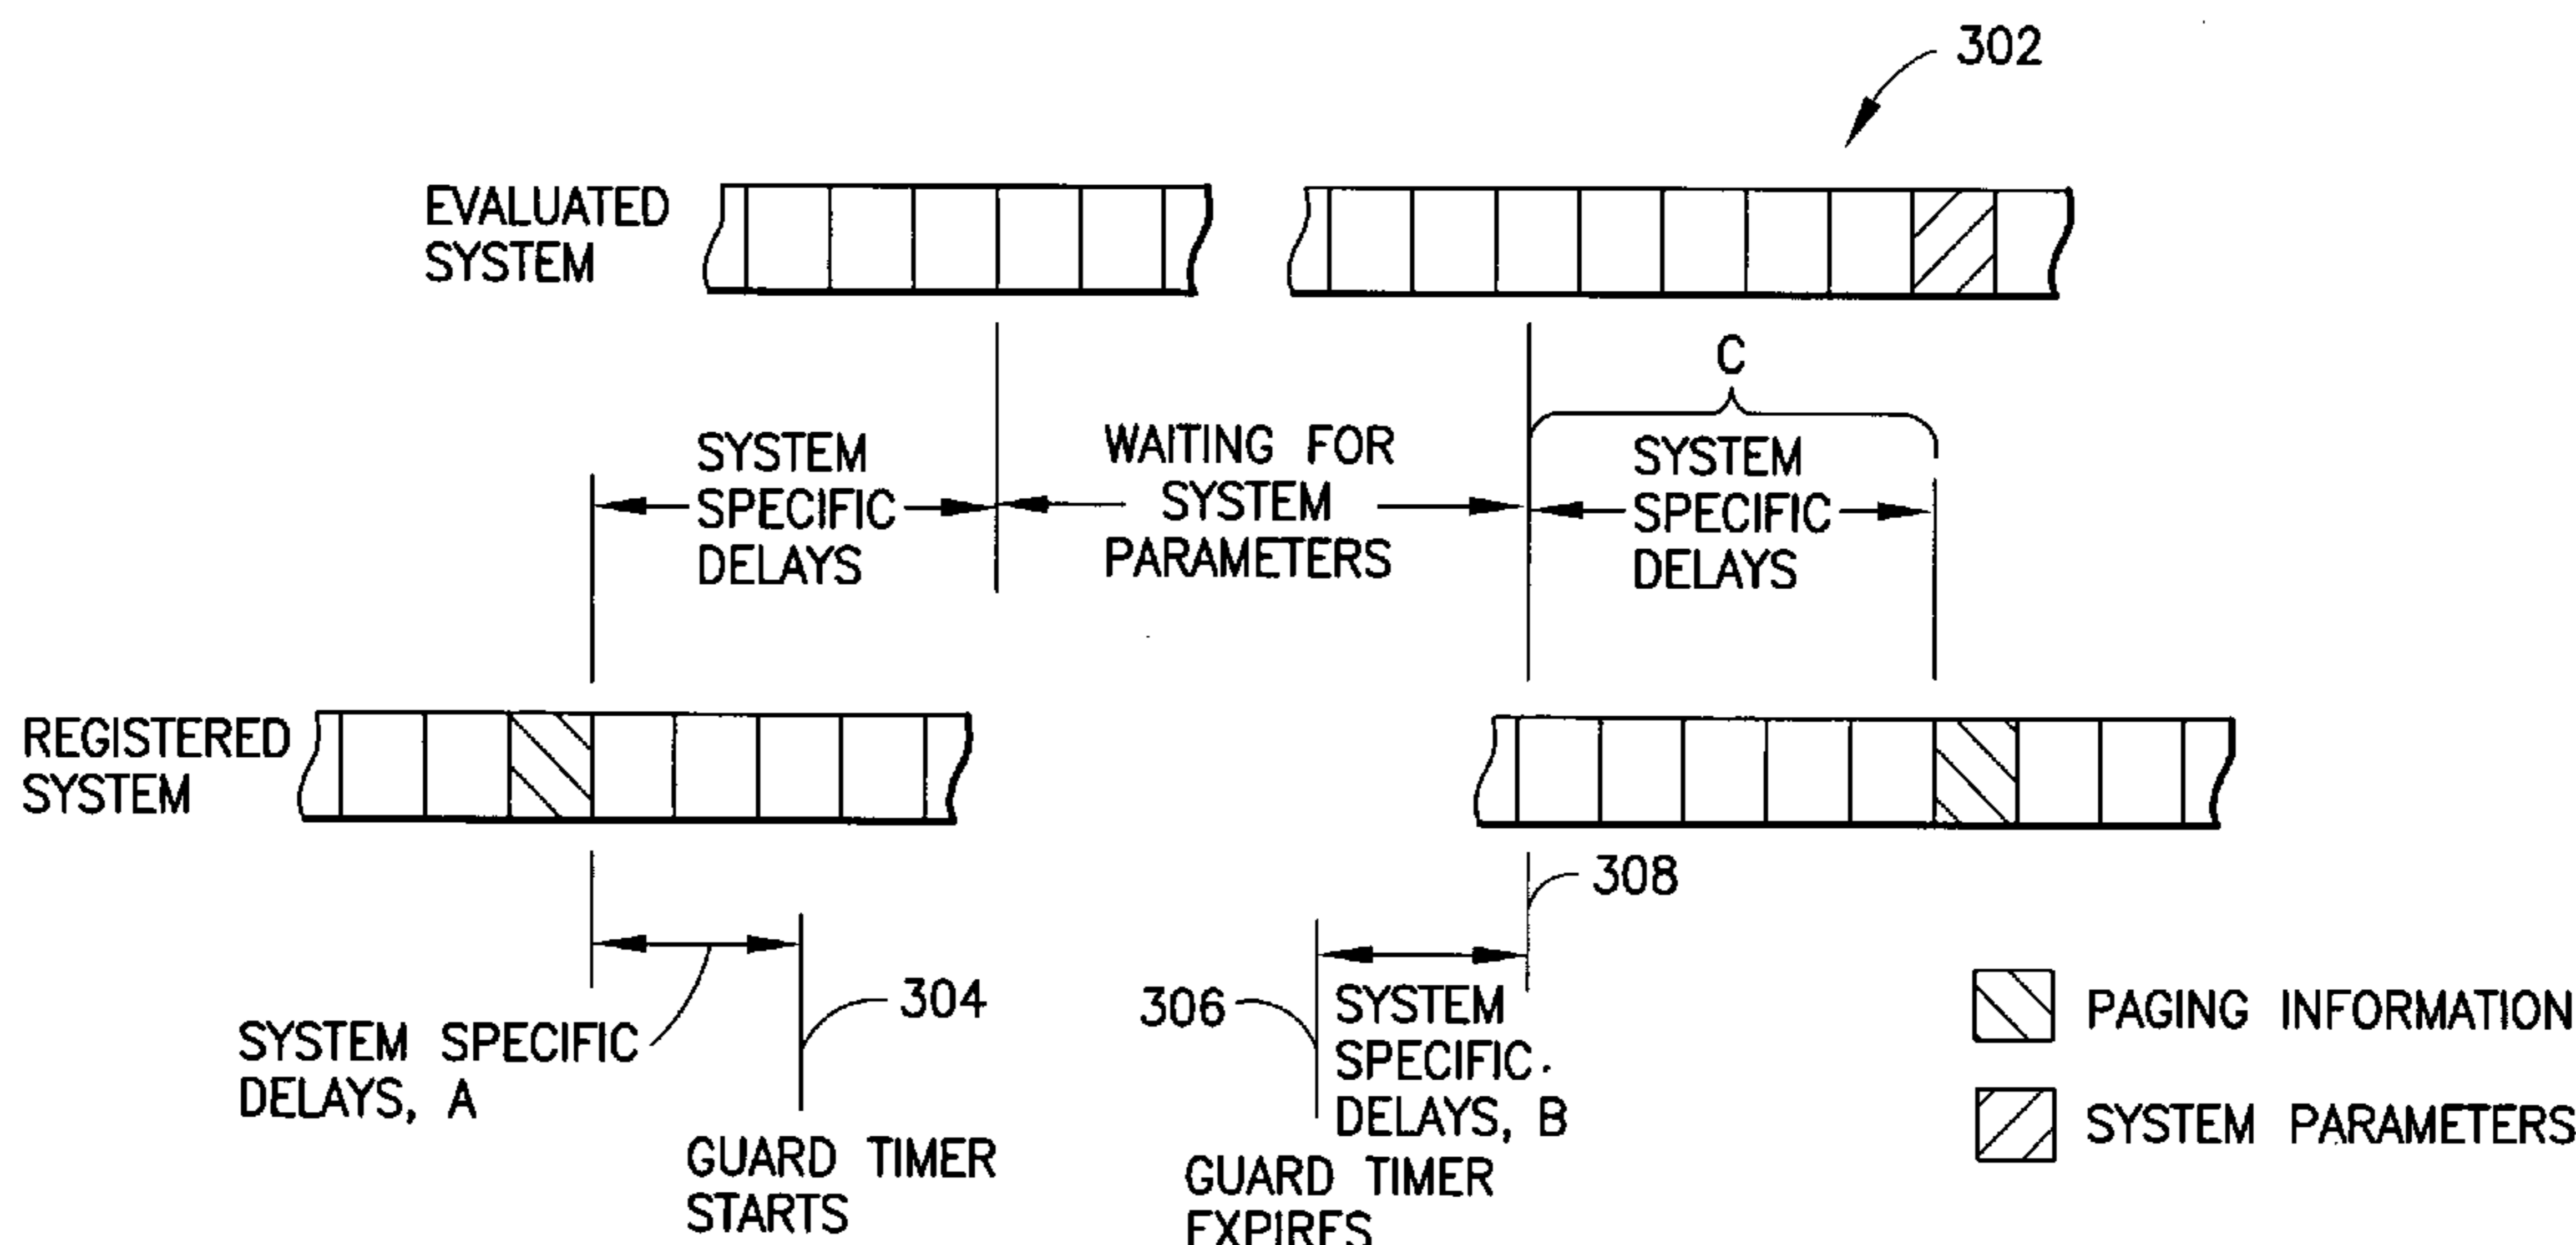 302
EVALUATED
SYSTEM
C
SYSTEM
SPECIFIC
DELAYS
WAITING FOR
SYSTEM
PARAMETERS
SYSTEM
SPECIFIC
DELAYS
REGISTERED
SYSTEM
308
304
306
SYSTEM SPECIFIC
DELAYS, A
SYSTEM
SPECIFIC
DELAYS, B
GUARD TIMER
STARTS
GUARD TIMER
EXPIRES
PAGING INFORMATION
SYSTEM PARAMETERS